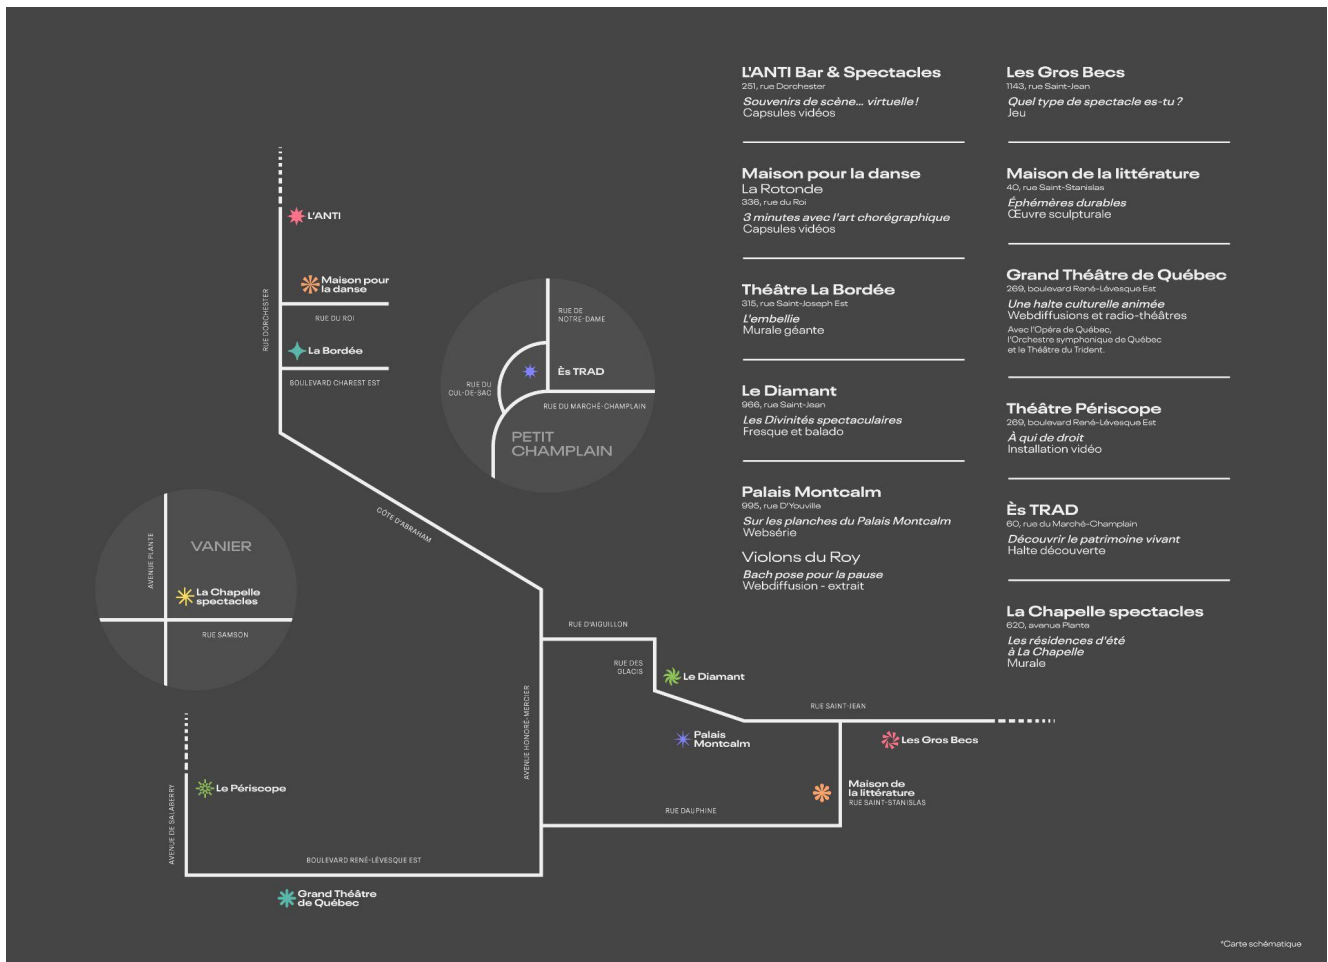 L'ANTI Bar & Spectacles
251, rue Dorchester
Souvenirs de scène... virtuelle !
Capsules vidéos
Maison pour la danse
La Rotonde
336, rue du Roi
3 minutes avec l'art chorégraphique
Capsules vidéos
Théâtre La Bordée
315, rue Saint-Joseph Est
L'embellie
Murale géante
Le Diamant
966, rue Saint-Jean
Les Divinités spectaculaires
Fresque et balado
Palais Montcalm
995, rue D'Youville
Sur les planches du Palais Montcalm
Websérie
Violons du Roy
Bach pose pour la pause
Webdiffusion - extrait
Les Gros Becs
1143, rue Saint-Jean
Quel type de spectacle es-tu ?
Jeu
Maison de la littérature
40, rue Saint-Stanislas
Éphémères durables
Œuvre sculpturale
Grand Théâtre de Québec
269, boulevard René-Lévesque Est
Une halte culturelle animée
Webdiffusions et radio-théâtres
Avec l'Opéra de Québec,
l'Orchestre symphonique de Québec
et le Théâtre du Trident.
Théâtre Périscope
269, boulevard René-Lévesque Est
À qui de droit
Installation vidéo
Ès TRAD
60, rue du Marché-Champlain
Découvrir le patrimoine vivant
Halte découverte
La Chapelle spectacles
620, avenue Plante
Les résidences d'été
à La Chapelle
Murale
L'ANTI
Maison pour
la danse
RUE DORCHESTER
RUE DU ROI
La Bordée
BOULEVARD CHAREST EST
RUE DE
NOTRE-DAME
Ès TRAD
RUE DU
CUL-DE-SAC
RUE DU MARCHÉ-CHAMPLAIN
PETIT
CHAMPLAIN
CÔTE D'ABRAHAM
VANIER
AVENUE PLANTE
La Chapelle
spectacles
RUE SAMSON
RUE D'AIGUILLON
RUE DES
GLACIS
Le Diamant
AVENUE HONORÉ-MERCIER
RUE SAINT-JEAN
Palais
Montcalm
Les Gros Becs
Maison de
la littérature
RUE SAINT-STANISLAS
RUE DAUPHINE
Le Périscope
AVENUE DE SALABERRY
BOULEVARD RENÉ-LÉVESQUE EST
Grand Théâtre
de Québec
*Carte schématique